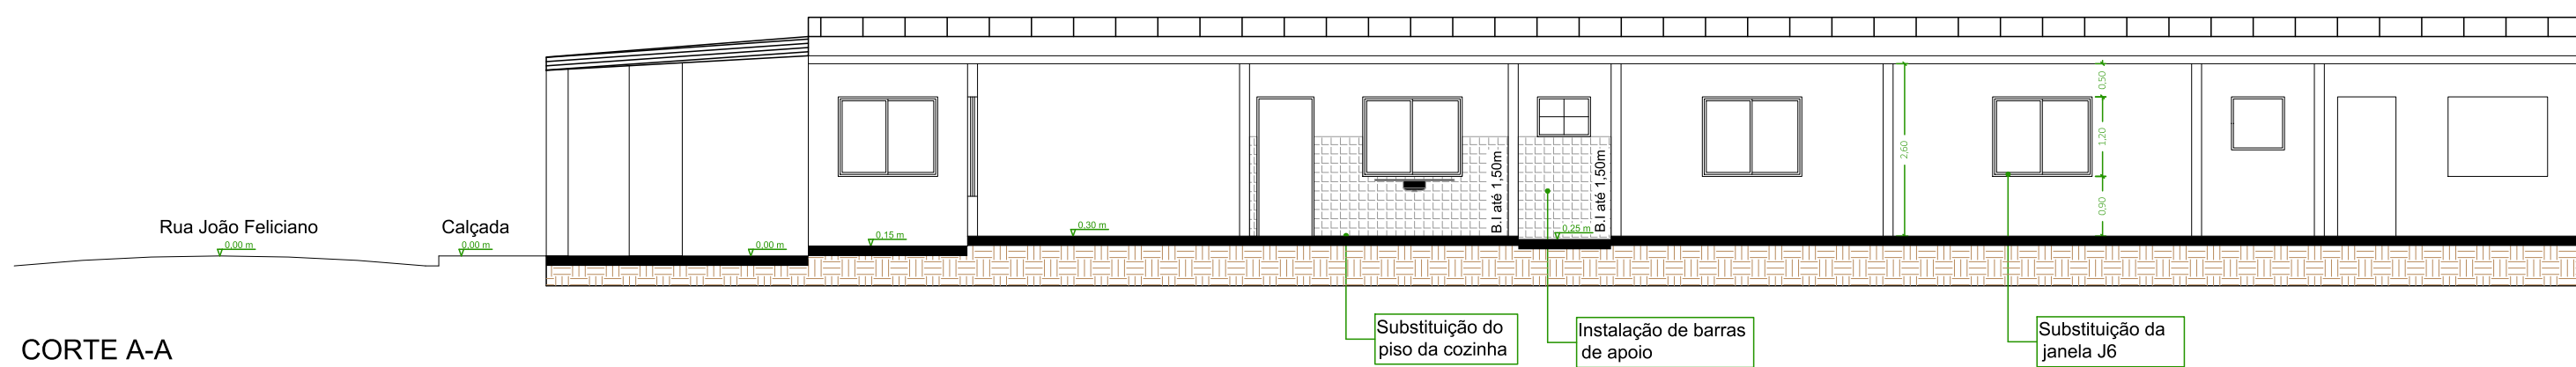 0,50
1,20
2,60
0,90
B.I até 1,50m
B.I até 1,50m
Rua João Feliciano
0,00 m
Calçada
0,00 m
0,00 m
0,15 m
0,30 m
0,25 m
Substituição do
piso da cozinha
Instalação de barras
de apoio
Substituição da
janela J6
CORTE A-A